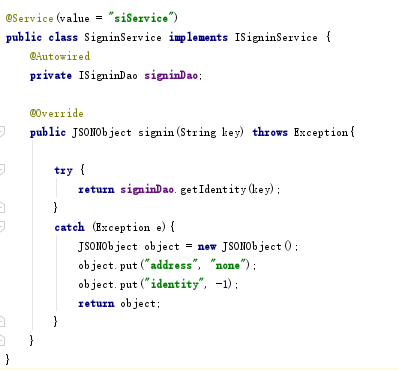 @Service(value = "siService")
public class SigninService implements ISigninService {
    @Autowired
    private ISigninDao signinDao;

    @Override
    public JSONObject signin(String key) throws Exception{

        try {
            return signinDao.getIdentity(key);
        }
        catch (Exception e){
            JSONObject object = new JSONObject();
            object.put("address", "none");
            object.put("identity", -1);
            return object;
        }
    }
}